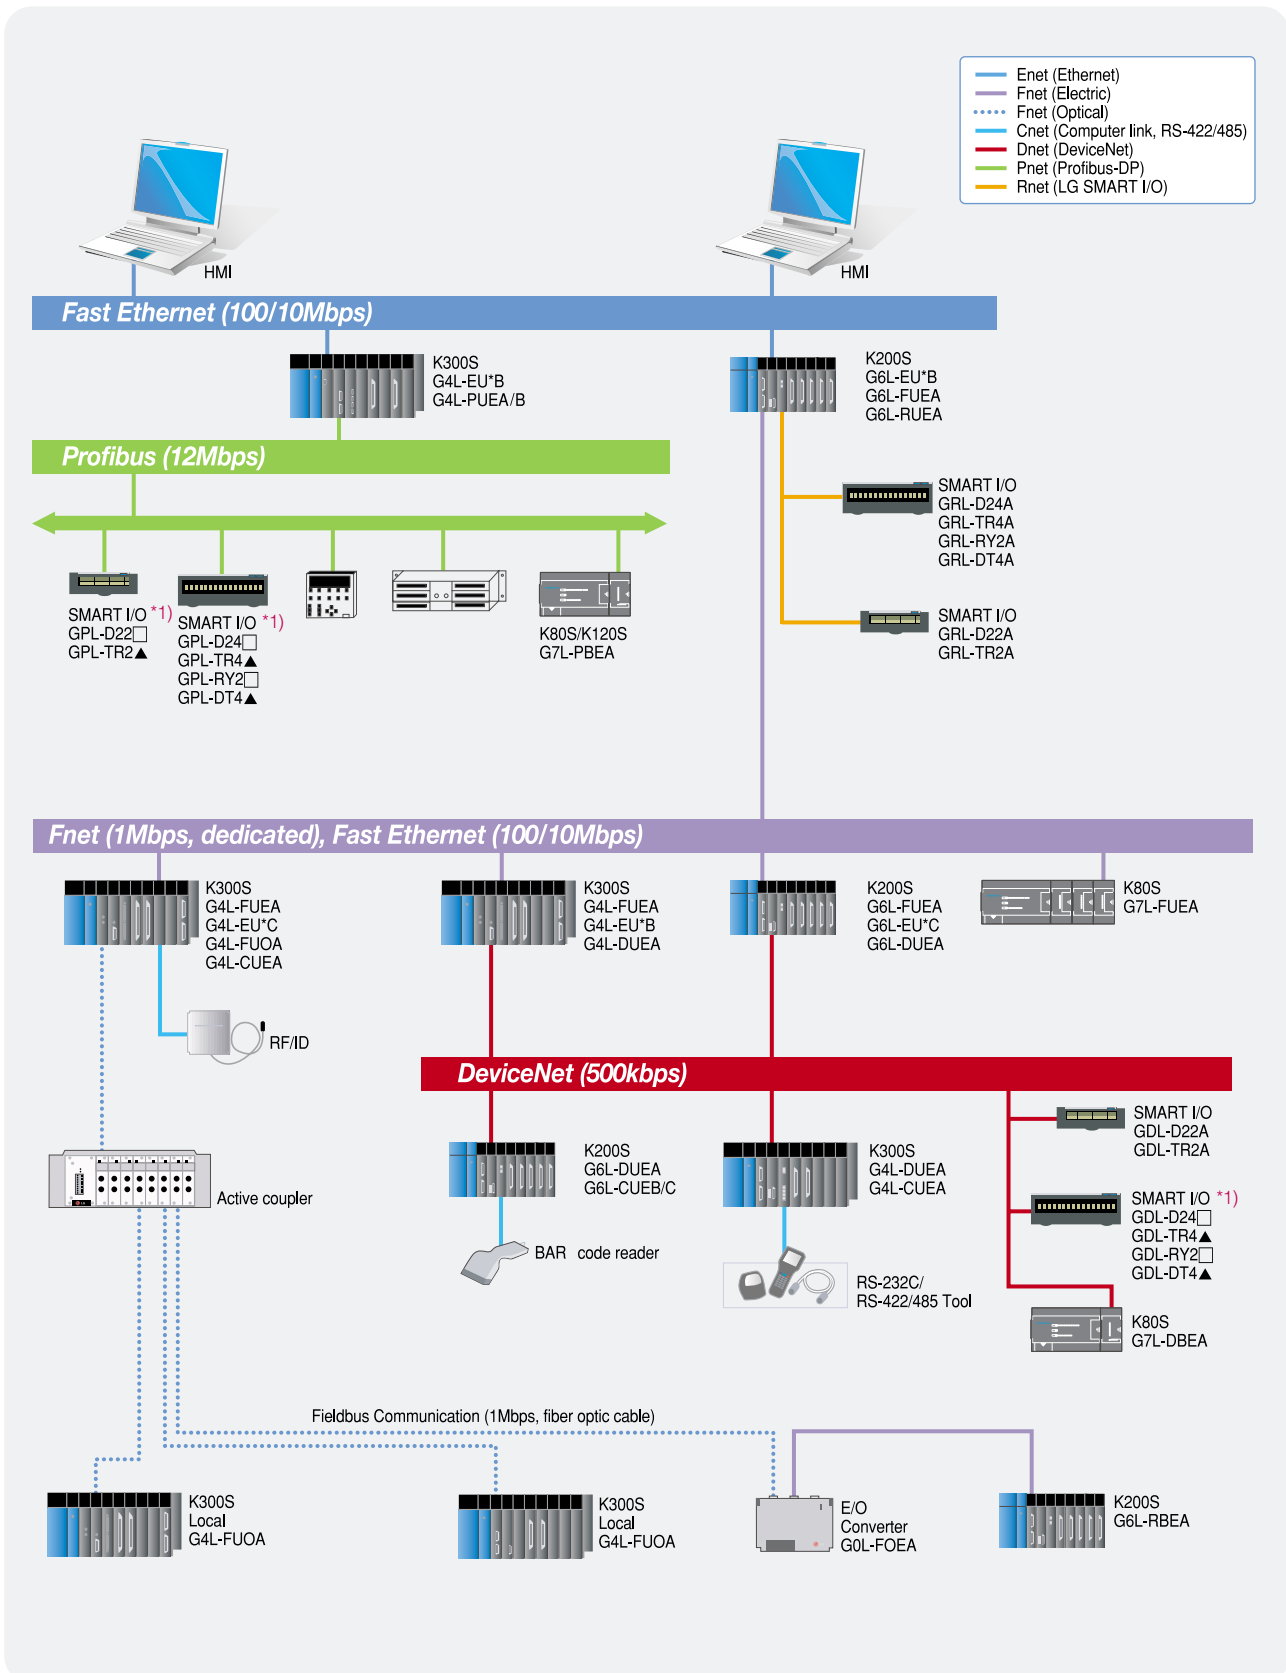 Enet (Ethernet)
Fnet (Electric)
Fnet (Optical)
Cnet (Computer link, RS-422/485)
Dnet (DeviceNet)
Pnet (Profibus-DP)
Rnet (LG SMART I/O)
HMI
HMI
Fast Ethernet (100/10Mbps)
K300S
G4L-EU*B
G4L-PUEA/B
K200S
G6L-EU*B
G6L-FUEA
G6L-RUEA
Profibus (12Mbps)
SMART I/O
GRL-D24A
GRL-TR4A
GRL-RY2A
GRL-DT4A
SMART I/O *1)
GPL-D22□
GPL-TR2▲
SMART I/O *1)
GPL-D24□
GPL-TR4▲
GPL-RY2□
GPL-DT4▲
K80S/K120S
G7L-PBEA
SMART I/O
GRL-D22A
GRL-TR2A
Fnet (1Mbps, dedicated), Fast Ethernet (100/10Mbps)
K300S
G4L-FUEA
G4L-EU*C
G4L-FUOA
G4L-CUEA
K300S
G4L-FUEA
G4L-EU*B
G4L-DUEA
K200S
G6L-FUEA
G6L-EU*C
G6L-DUEA
K80S
G7L-FUEA
RF/ID
DeviceNet (500kbps)
SMART I/O
GDL-D22A
GDL-TR2A
K200S
G6L-DUEA
G6L-CUEB/C
K300S
G4L-DUEA
G4L-CUEA
Active coupler
SMART I/O *1)
GDL-D24□
GDL-TR4▲
GDL-RY2□
GDL-DT4▲
BAR code reader
RS-232C/
RS-422/485 Tool
K80S
G7L-DBEA
Fieldbus Communication (1Mbps, fiber optic cable)
K300S
Local
G4L-FUOA
K300S
Local
G4L-FUOA
E/O
Converter
G0L-FOEA
K200S
G6L-RBEA